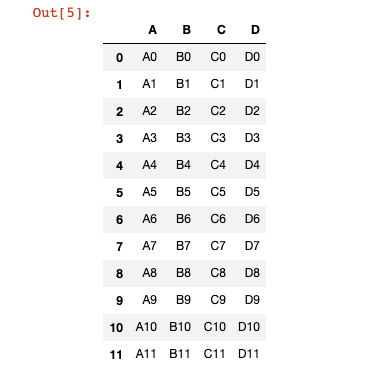 Out[5]:
A B C D
0 A0 B0 C0 D0
1 A1 B1 C1 D1
2 A2 B2 C2 D2
3 A3 B3 C3 D3
4 A4 B4 C4 D4
5 A5 B5 C5 D5
6 A6 B6 C6 D6
7 A7 B7 C7 D7
8 A8 B8 C8 D8
9 A9 B9 C9 D9
10 A10 B10 C10 D10
11 A11 B11 C11 D11